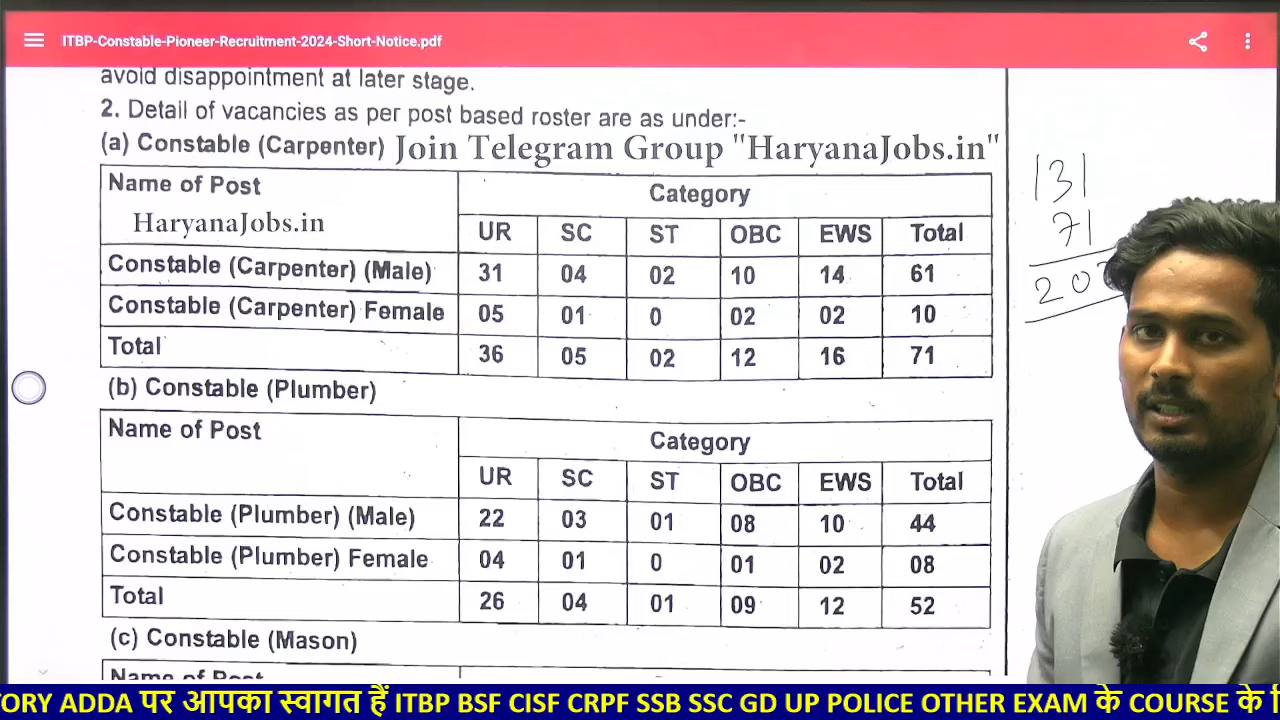 ITBP-Constable-Pioneer-Recruitment-2024-Short-Notice.pdf
avoid disappointment at later stage.
2. Detail of vacancies as per post based roster are as under:-
(a) Constable (Carpenter) Join Telegram Group "HaryanaJobs.in"
Name of Post Category
HaryanaJobs.in UR SC ST OBC EWS Total
Constable (Carpenter) (Male) 31 04 02 10 14 61
Constable (Carpenter) Female 05 01 0 02 02 10
Total 36 05 02 12 16 71
(b) Constable (Plumber)
Name of Post Category
UR SC ST OBC EWS Total
Constable (Plumber) (Male) 22 03 01 08 10 44
Constable (Plumber) Female 04 01 0 01 02 08
Total 26 04 01 09 12 52
(c) Constable (Mason)
Name of Post
131
71
20
ORY ADDA पर आपका स्वागत हैं ITBP BSF CISF CRPF SSB SSC GD UP POLICE OTHER EXAM के COURSE के